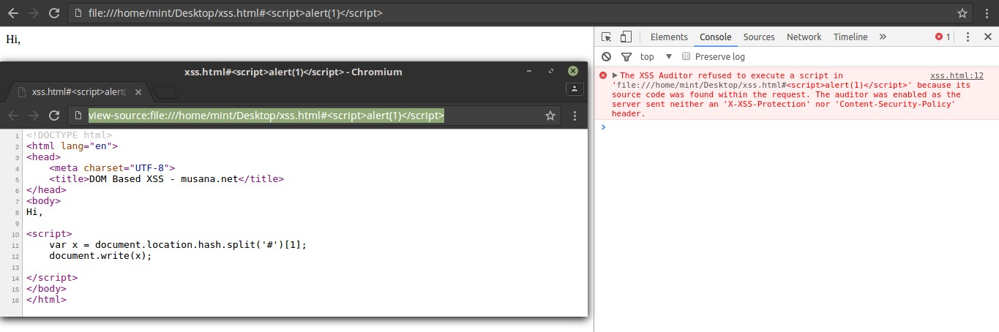 file:///home/mint/Desktop/xss.html#<script>alert(1)</script>
Hi,
Elements Console Sources Network Timeline » 1
top Preserve log
The XSS Auditor refused to execute a script in xss.html:12
'file:///home/mint/Desktop/xss.html#<script>alert(1)</script>' because its
source code was found within the request. The auditor was enabled as the
server sent neither an 'X-XSS-Protection' nor 'Content-Security-Policy'
header.
xss.html#<script>alert(1)</script> - Chromium
xss.html#<script>alert(
view-source:file:///home/mint/Desktop/xss.html#<script>alert(1)</script>
1 <!DOCTYPE html>
2 <html lang="en">
3 <head>
4 <meta charset="UTF-8">
5 <title>DOM Based XSS - musana.net</title>
6 </head>
7 <body>
8 Hi,
9
10 <script>
11 var x = document.location.hash.split('#')[1];
12 document.write(x);
13
14 </script>
15 </body>
16 </html>